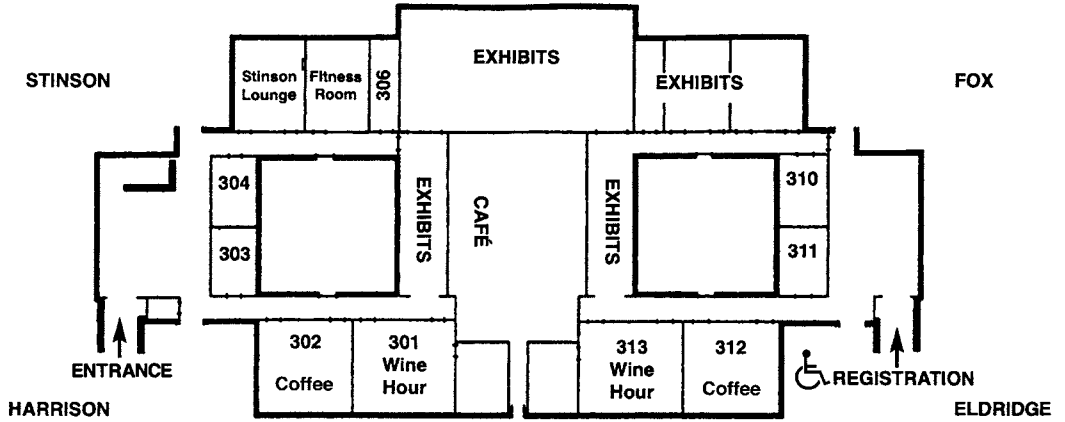 EXHIBITS
STINSON
Stinson
Lounge
Fitness
Room
306
EXHIBITS
FOX
304
303
EXHIBITS
CAFÉ
EXHIBITS
310
311
302
Coffee
301
Wine
Hour
313
Wine
Hour
312
Coffee
ENTRANCE
REGISTRATION
HARRISON
ELDRIDGE